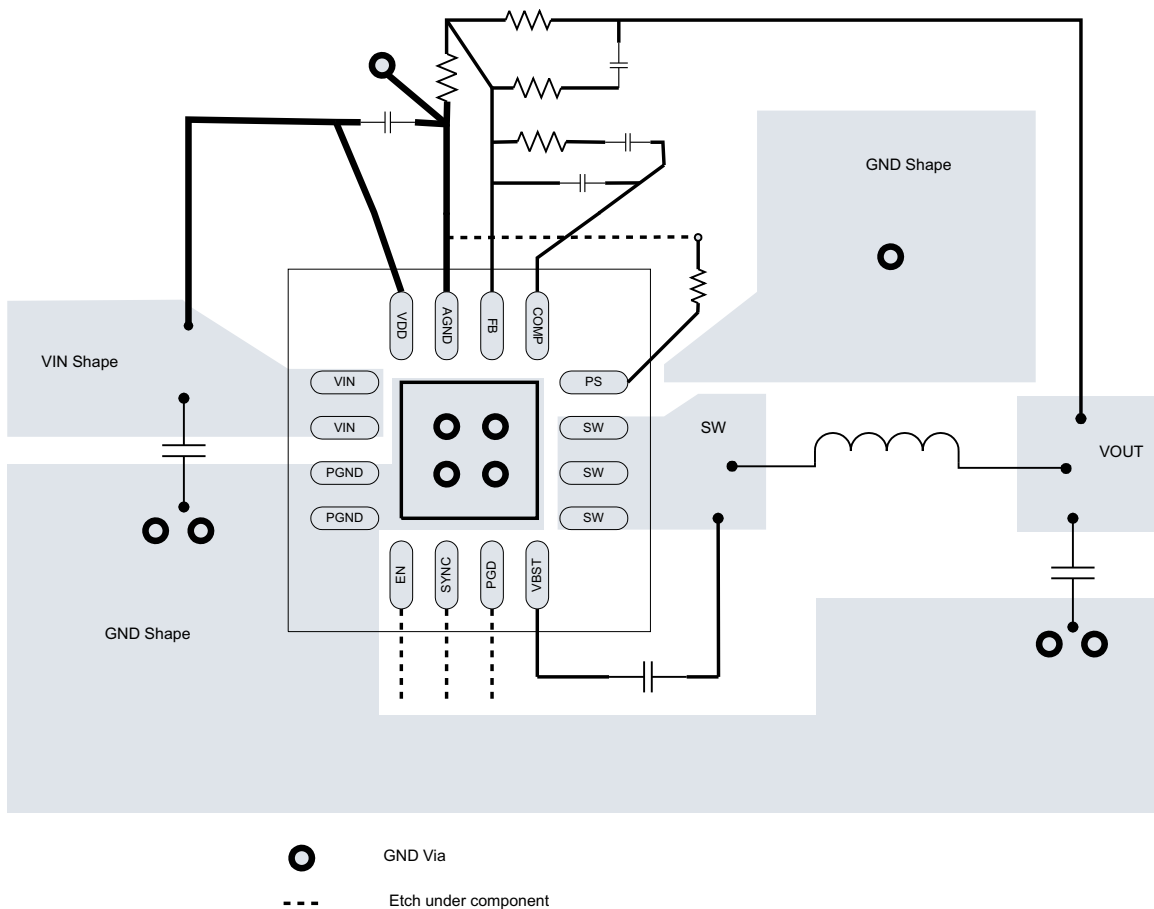 GND Shape
VDD
AGND
FB
COMP
VIN Shape
VIN
PS
VIN
SW
SW
VOUT
PGND
SW
PGND
SW
EN
SYNC
PGD
VBST
GND Shape
GND Via
Etch under component